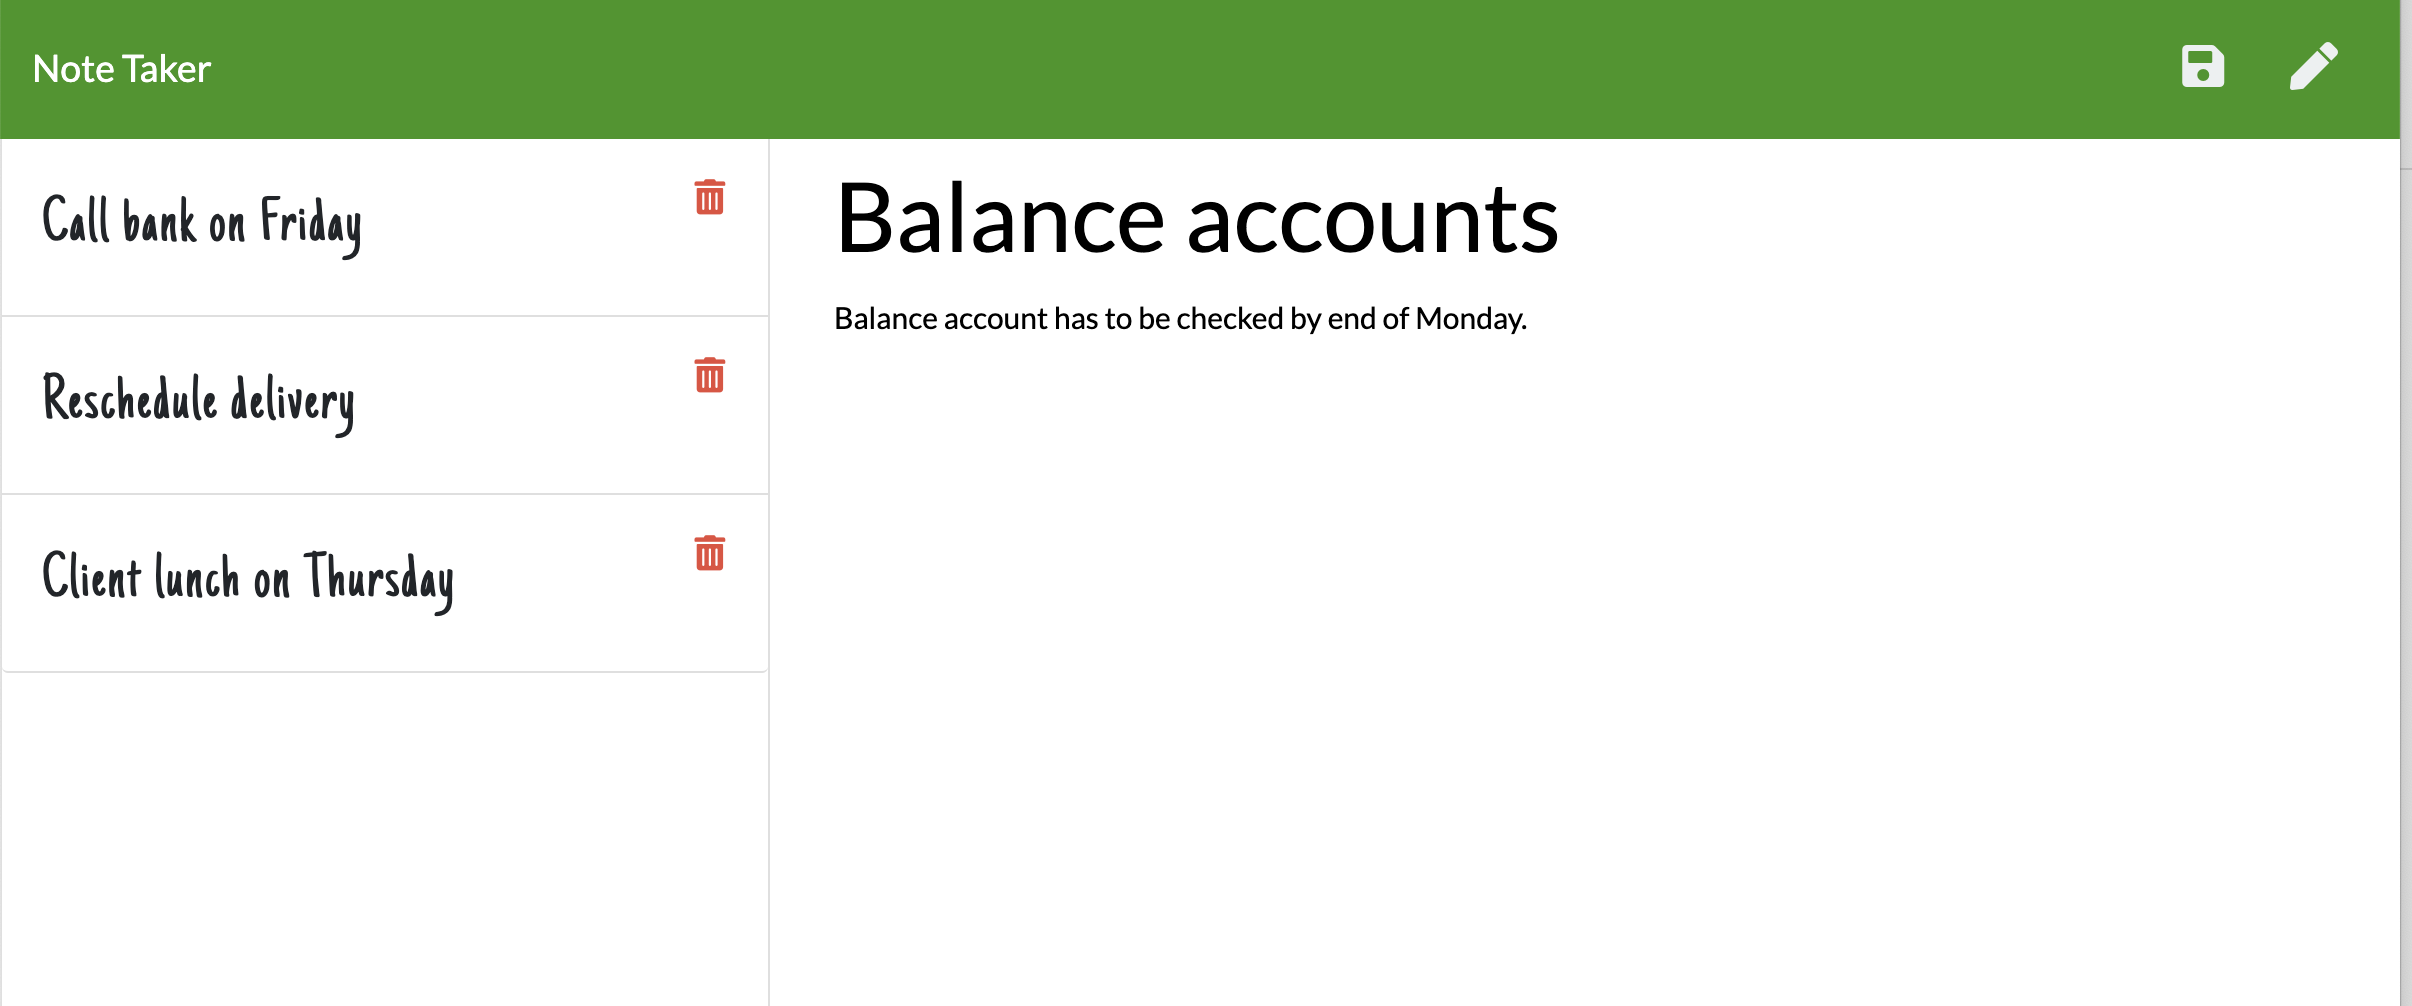 Note Taker
Call bank on Friday
Reschedule delivery
Client lunch on Thursday
Balance accounts
Balance account has to be checked by end of Monday.